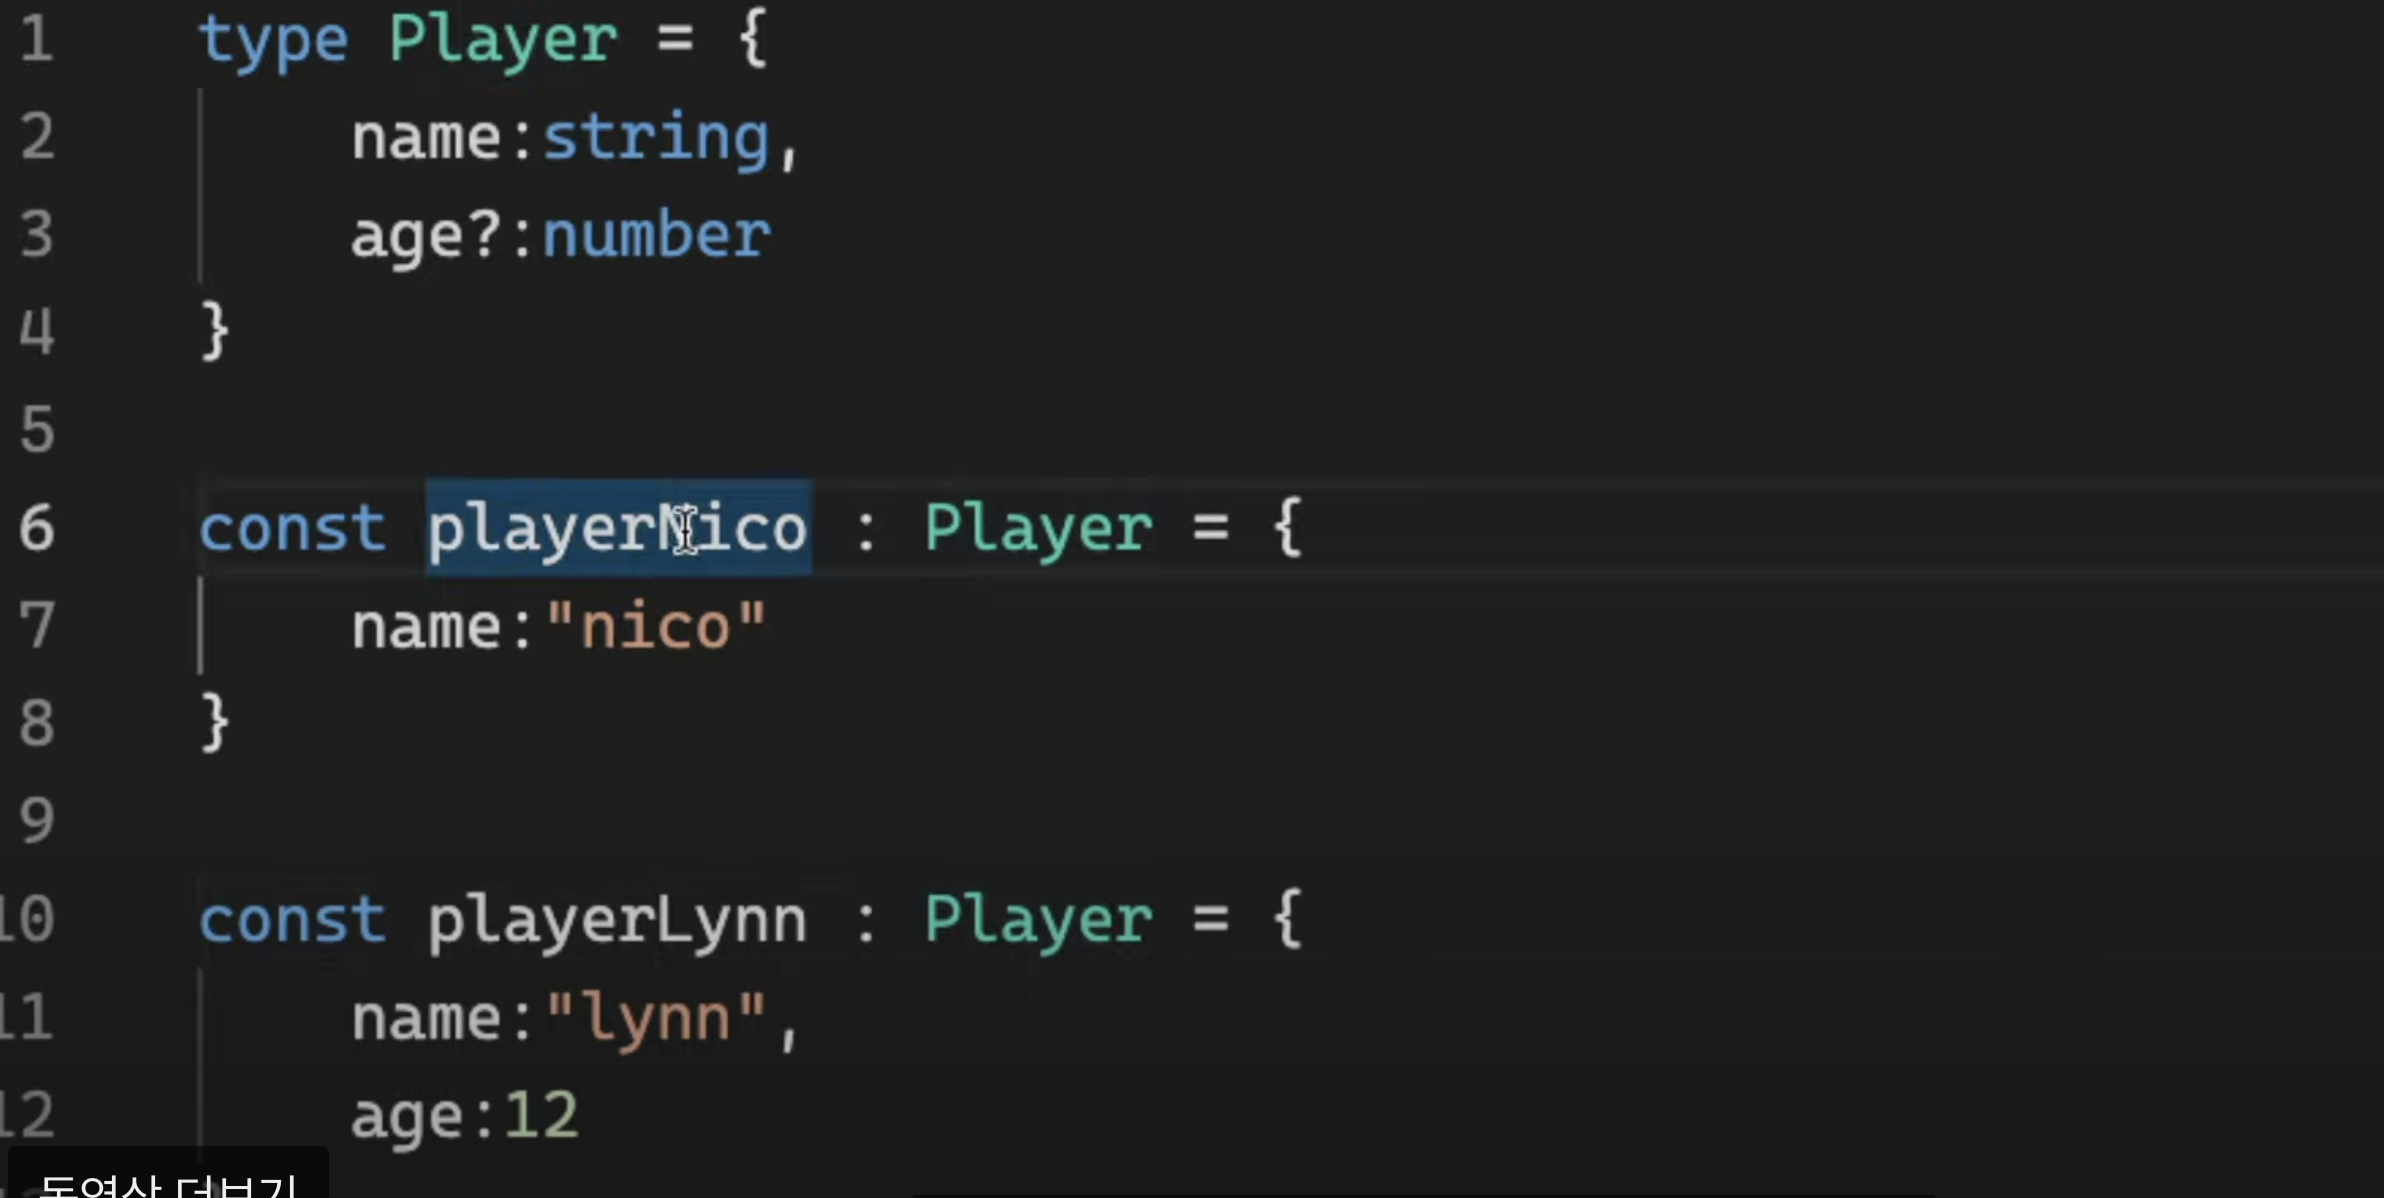 1 type Player = {
2 name:string,
3 age?:number
4 }
5
6 const playerNico : Player = {
7 name:"nico"
8 }
9
10 const playerLynn : Player = {
11 name:"lynn",
12 age:12
동영상 더보기